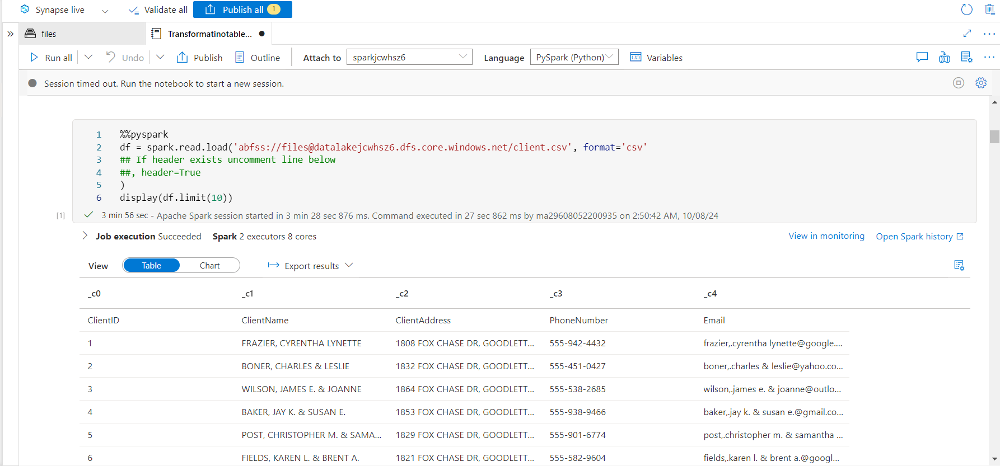 Synapse live Validate all Publish all 1
files Transformatinotable...
Run all Undo Publish Outline Attach to sparkjcwhsz6 Language PySpark (Python) Variables
Session timed out. Run the notebook to start a new session.
1 %%pyspark
2 df = spark.read.load('abfss://files@datalakejcwhsz6.dfs.core.windows.net/client.csv', format='csv'
3 ## If header exists uncomment line below
4 ##, header=True
5 )
6 display(df.limit(10))
[1] 3 min 56 sec - Apache Spark session started in 3 min 28 sec 876 ms. Command executed in 27 sec 862 ms by ma29608052200935 on 2:50:42 AM, 10/08/24
Job execution Succeeded Spark 2 executors 8 cores View in monitoring Open Spark history
View Table Chart Export results
_c0 _c1 _c2 _c3 _c4
ClientID ClientName ClientAddress PhoneNumber Email
1 FRAZIER, CYRENTHA LYNETTE 1808 FOX CHASE DR, GOODLETT... 555-942-4432 frazier,.cyrentha lynette@google....
2 BONER, CHARLES & LESLIE 1832 FOX CHASE DR, GOODLETT... 555-451-0427 boner,.charles & leslie@yahoo.co...
3 WILSON, JAMES E. & JOANNE 1864 FOX CHASE DR, GOODLETT... 555-538-2685 wilson,.james e. & joanne@outlo...
4 BAKER, JAY K. & SUSAN E. 1853 FOX CHASE DR, GOODLETT... 555-938-9466 baker,.jay k. & susan e.@gmail.co...
5 POST, CHRISTOPHER M. & SAMA... 1829 FOX CHASE DR, GOODLETT... 555-901-6774 post,.christopher m. & samantha ...
6 FIELDS, KAREN L. & BRENT A. 1821 FOX CHASE DR, GOODLETT... 555-582-9604 fields,.karen l. & brent a.@googl...